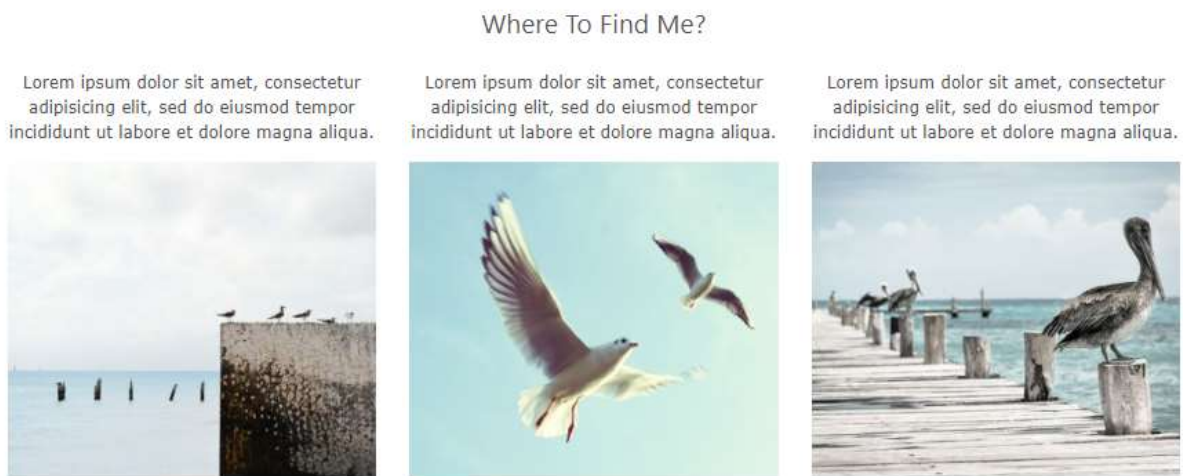 Where To Find Me?
Lorem ipsum dolor sit amet, consectetur
adipisicing elit, sed do eiusmod tempor
incididunt ut labore et dolore magna aliqua.
Lorem ipsum dolor sit amet, consectetur
adipisicing elit, sed do eiusmod tempor
incididunt ut labore et dolore magna aliqua.
Lorem ipsum dolor sit amet, consectetur
adipisicing elit, sed do eiusmod tempor
incididunt ut labore et dolore magna aliqua.